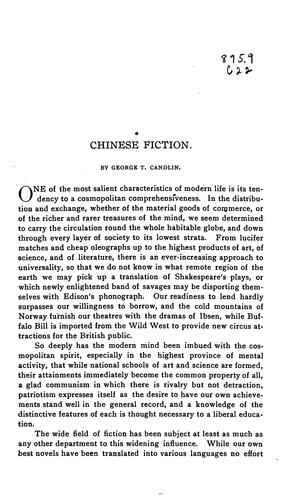 895.9
C22
CHINESE FICTION.
BY GEORGE T. CANDLIN.
ONE of the most salient characteristics of modern life is its ten-
dency to a cosmopolitan comprehensiveness. In the distribu-
tion and exchange, whether of the material goods of commerce, or
of the richer and rarer treasures of the mind, we seem determined
to carry the circulation round the whole habitable globe, and down
through every layer of society to its lowest strata. From lucifer
matches and cheap oleographs up to the highest products of art, of
science, and of literature, there is an ever-increasing approach to
universality, so that we do not know in what remote region of the
earth we may pick up a translation of Shakespeare's plays, or
which newly enlightened band of savages may be disporting them-
selves with Edison's phonograph. Our readiness to lend hardly
surpasses our willingness to borrow, and the cold mountains of
Norway furnish our theatres with the dramas of Ibsen, while Buf-
falo Bill is imported from the Wild West to provide new circus at-
tractions for the British public.
So deeply has the modern mind been imbued with the cos-
mopolitan spirit, especially in the highest province of mental
activity, that while national schools of art and science are formed,
their attainments immediately become the common property of all,
a glad communism in which there is rivalry but not detraction,
patriotism expresses itself as the desire to have our own achieve-
ments stand well in the general record, and a knowledge of the
distinctive features of each is thought necessary to a liberal educa-
tion.
The wide field of fiction has been subject at least as much as
any other department to this widening influence. While our own
best novels have been translated into various languages no effort